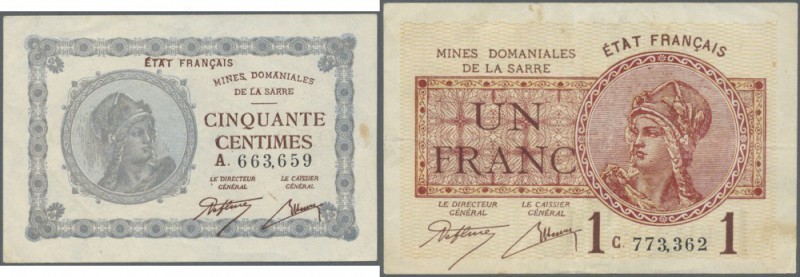 ÉTAT FRANÇAIS
MINES DOMANIALES
DE LA SARRE
CINQUANTE
CENTIMES
A. 663,659
LE DIRECTEUR
GÉNÉRAL
LE CAISSIER
GÉNÉRAL
MINES DOMANIALES
DE LA SARRE
ÉTAT FRANÇAIS
UN
FRANC
LE DIRECTEUR
GÉNÉRAL
LE CAISSIER
GÉNÉRAL
1 C. 773,362 1